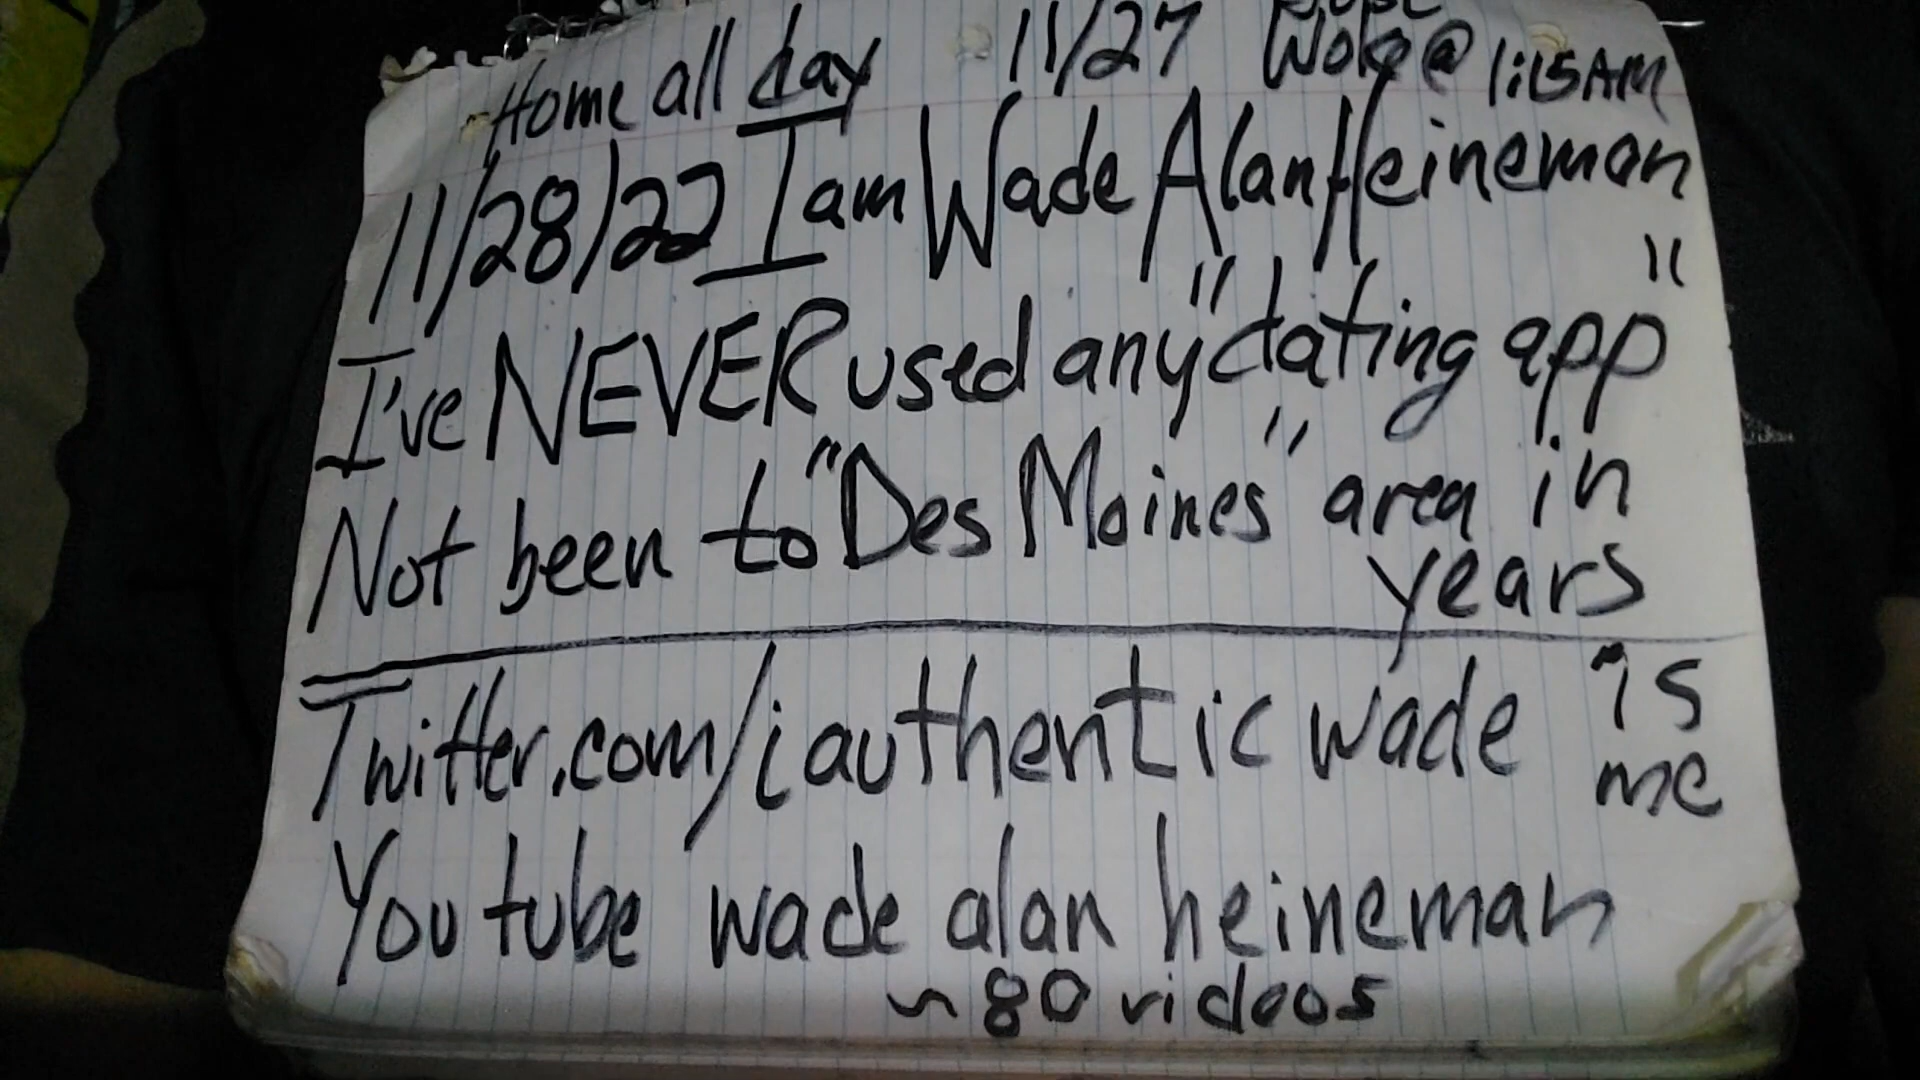 Home all day 11/27 Woke @ 1:15AM
11/28/22 I am Wade Alan Heineman
I've NEVER used any "dating app"
Not been to "Des Moines" area in
years
Twitter.com/iauthenticwade is
me
Youtube wade alan heineman
~80 videos